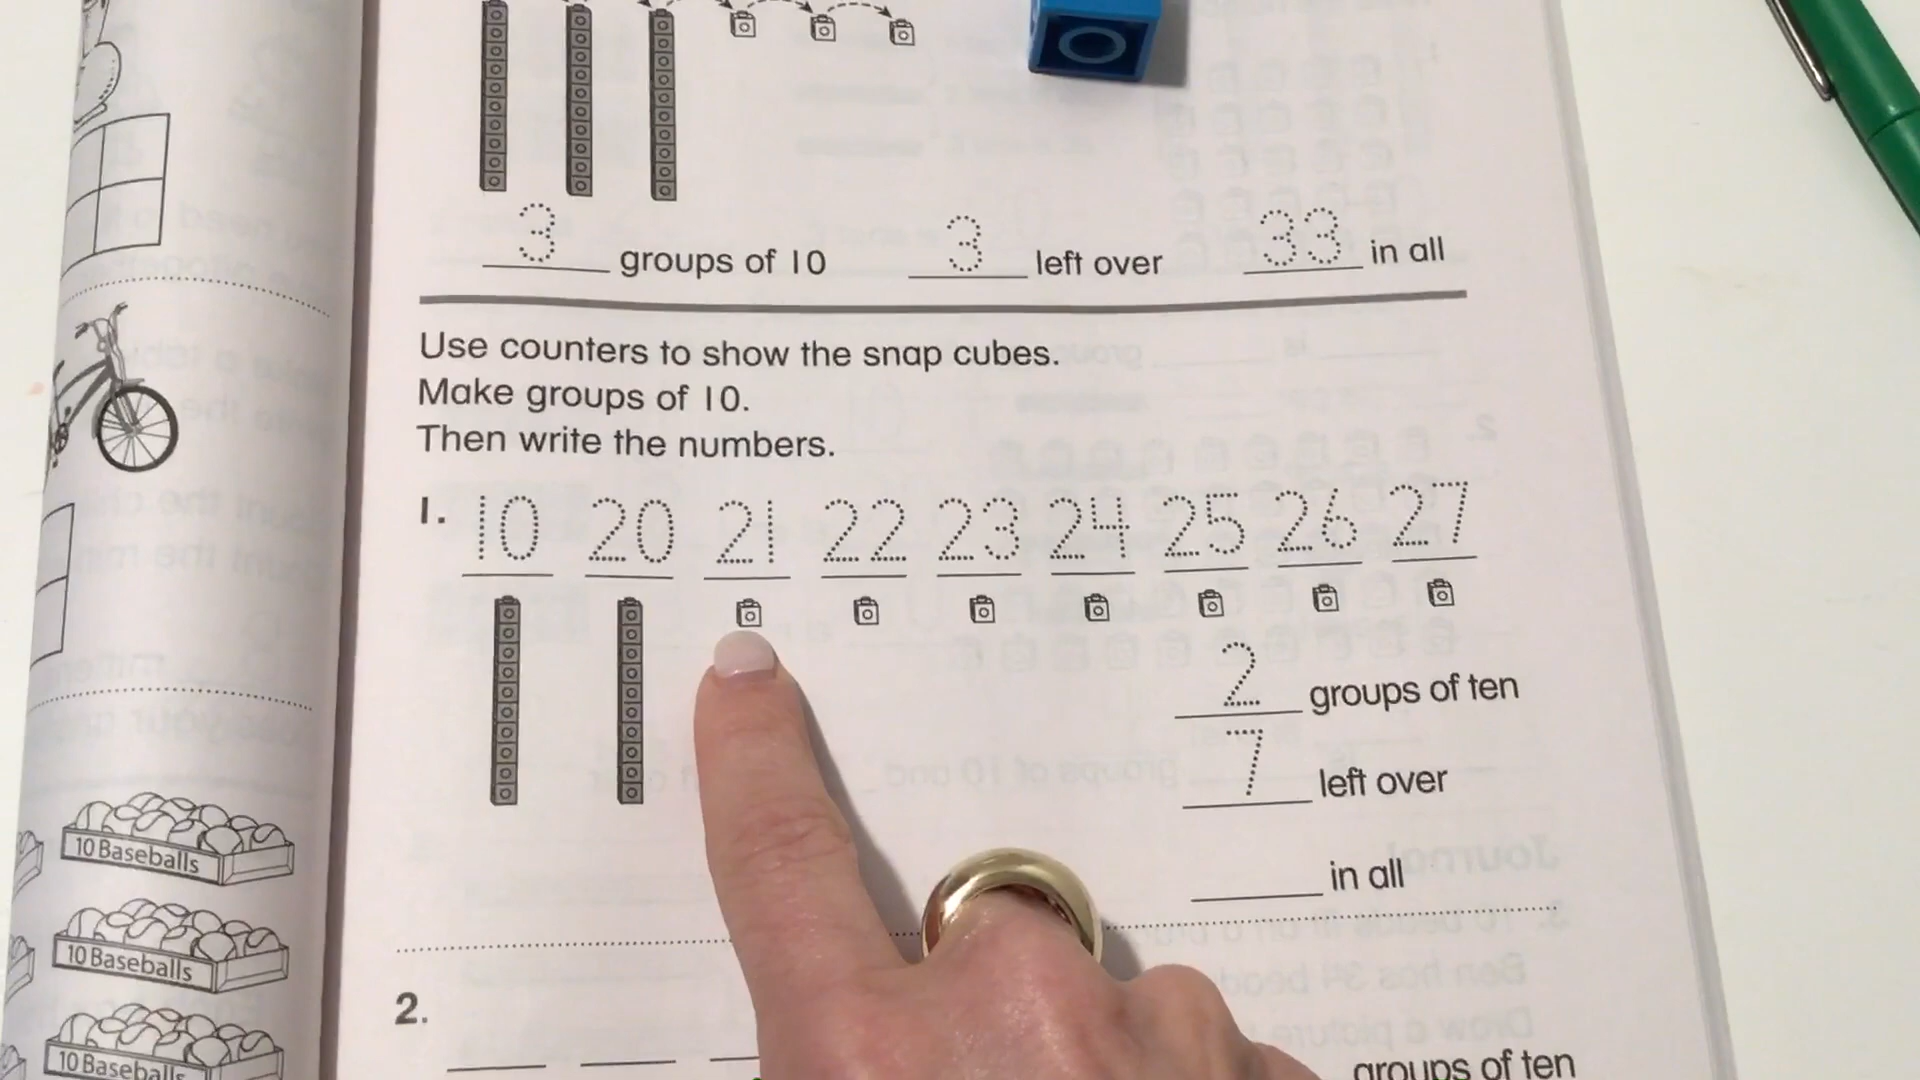 3 groups of 10 3 left over 33 in all
Use counters to show the snap cubes.
Make groups of 10.
Then write the numbers.
1. 10 20 21 22 23 24 25 26 27
2 groups of ten
7 left over
in all
2.
groups of ten
10 Baseballs
10 Baseballs
10 Baseballs